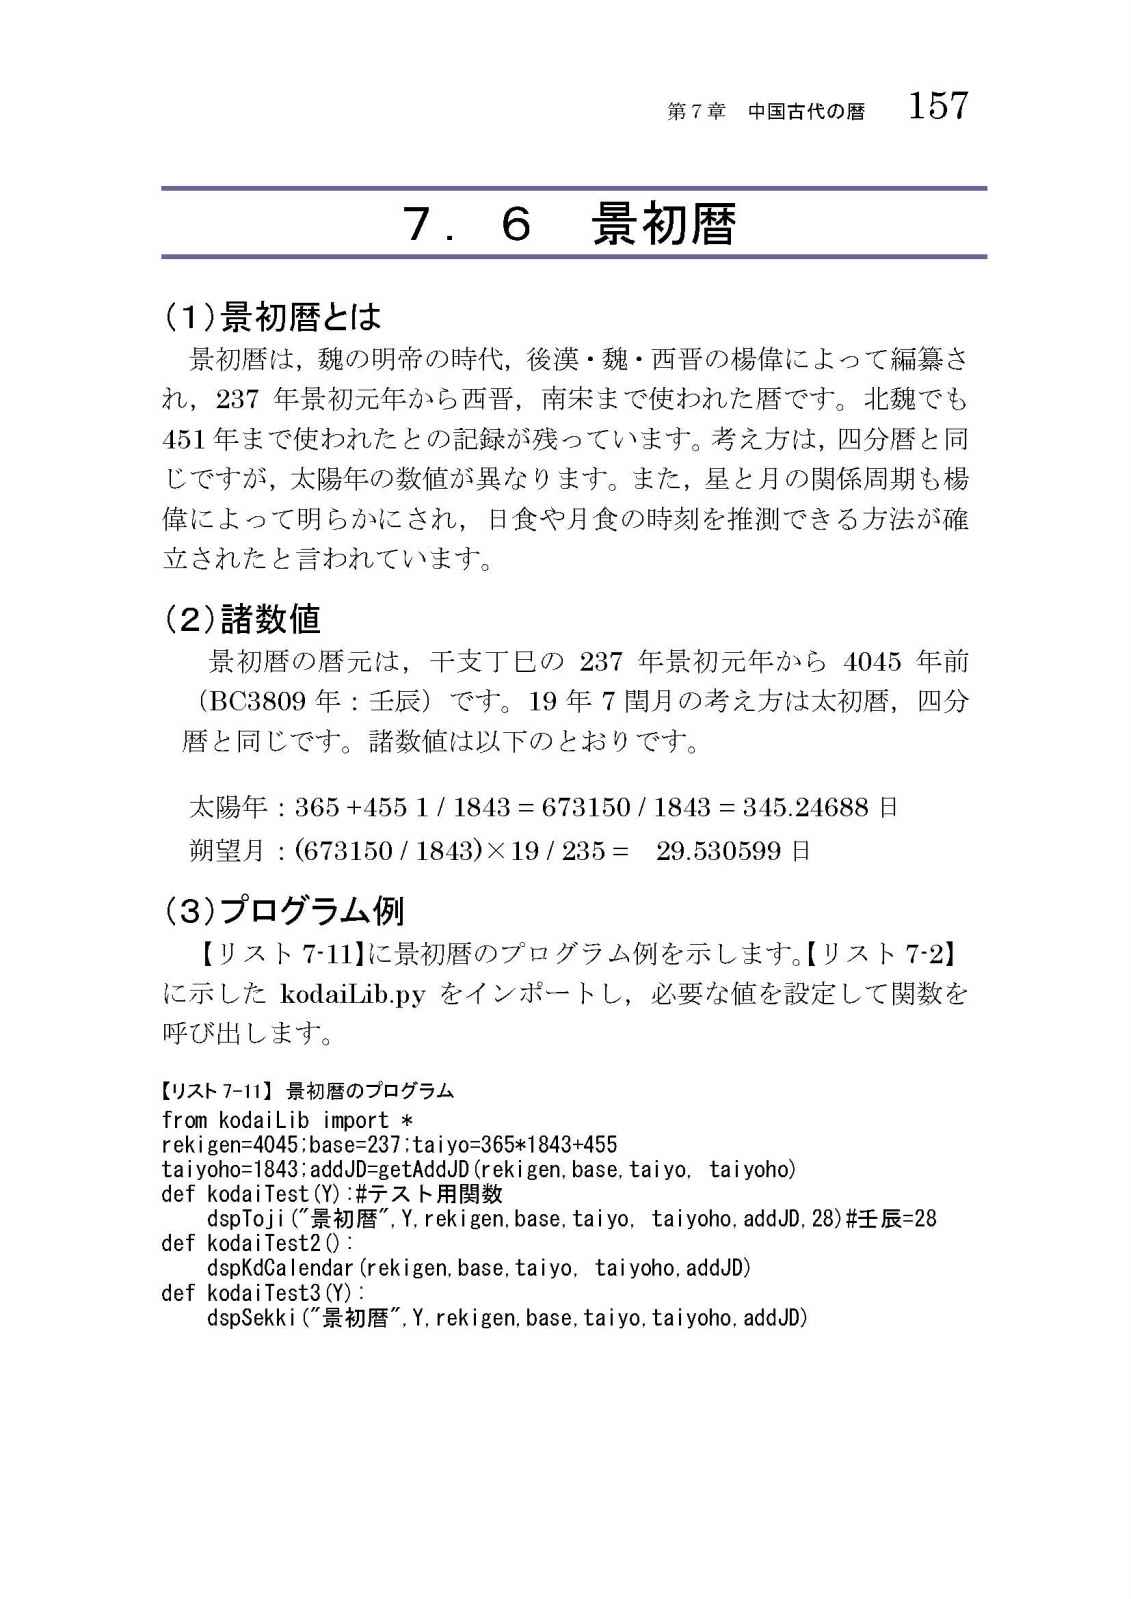 第7章 中国古代の暦 157
7．6 景初暦
(1)景初暦とは
景初暦は，魏の明帝の時代，後漢・魏・西晋の楊偉によって編纂さ
れ，237 年景初元年から西晋，南宋まで使われた暦です。北魏でも
451 年まで使われたとの記録が残っています。考え方は，四分暦と同
じですが，太陽年の数値が異なります。また，星と月の関係周期も楊
偉によって明らかにされ，日食や月食の時刻を推測できる方法が確
立されたと言われています。
(2)諸数値
景初暦の暦元は，干支丁巳の 237 年景初元年から 4045 年前
（BC3809 年：壬辰）です。19 年 7 閏月の考え方は太初暦，四分
暦と同じです。諸数値は以下のとおりです。
太陽年：365 +455 1 / 1843 = 673150 / 1843 = 345.24688 日
朔望月：(673150 / 1843)×19 / 235 = 29.530599 日
(3)プログラム例
【リスト 7-11】に景初暦のプログラム例を示します。【リスト 7-2】
に示した kodaiLib.py をインポートし，必要な値を設定して関数を
呼び出します。
【リスト 7-11】 景初暦のプログラム
from kodaiLib import *
rekigen=4045;base=237;taiyo=365*1843+455
taiyoho=1843;addJD=getAddJD(rekigen,base,taiyo, taiyoho)
def kodaiTest(Y):#テスト用関数
    dspToji("景初暦",Y,rekigen,base,taiyo, taiyoho,addJD,28)#壬辰=28
def kodaiTest2():
    dspKdCalendar(rekigen,base,taiyo, taiyoho,addJD)
def kodaiTest3(Y):
    dspSekki("景初暦",Y,rekigen,base,taiyo,taiyoho,addJD)